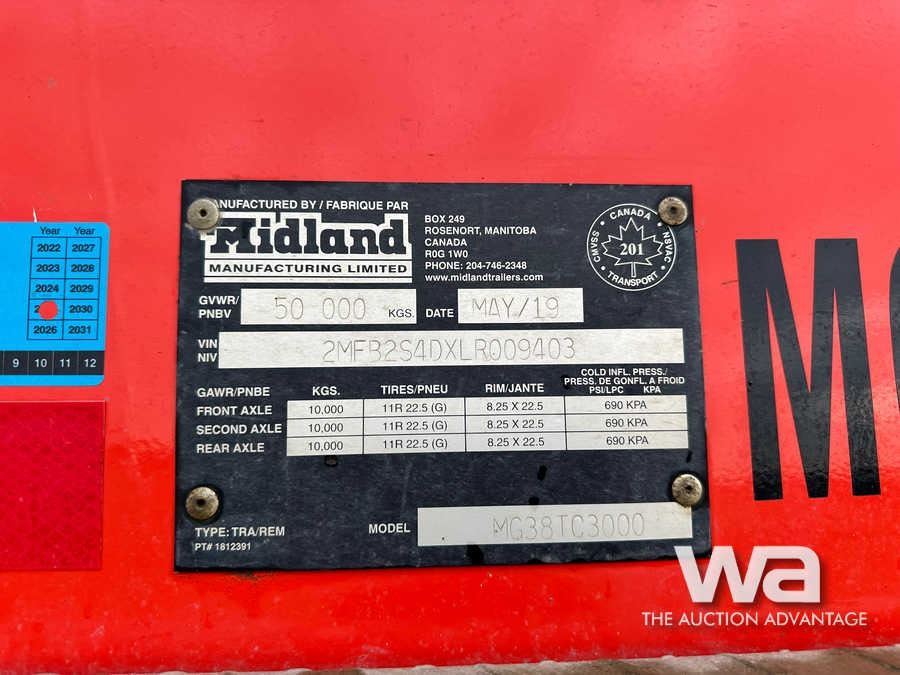 Year Year
2022 2027
2023 2028
2024 2029
2030
2026 2031
9 10 11 12
MANUFACTURED BY / FABRIQUE PAR
Midland
MANUFACTURING LIMITED
BOX 249
ROSENORT, MANITOBA
CANADA
R0G 1W0
PHONE: 204-746-2348
www.midlandtrailers.com
CANADA
CMVSS 201 NSVAC
TRANSPORT
GVWR/
PNBV 50 000 KGS. DATE MAY/19
VIN
NIV 2MFB2S4DXLR009403
COLD INFL. PRESS./
PRESS. DE GONFL. A FROID
GAWR/PNBE KGS. TIRES/PNEU RIM/JANTE PSI/LPC KPA
FRONT AXLE 10,000 11R 22.5 (G) 8.25 X 22.5 690 KPA
SECOND AXLE 10,000 11R 22.5 (G) 8.25 X 22.5 690 KPA
REAR AXLE 10,000 11R 22.5 (G) 8.25 X 22.5 690 KPA
TYPE: TRA/REM MODEL MG38TC3000
PT# 1812391
M
wa
THE AUCTION ADVANTAGE